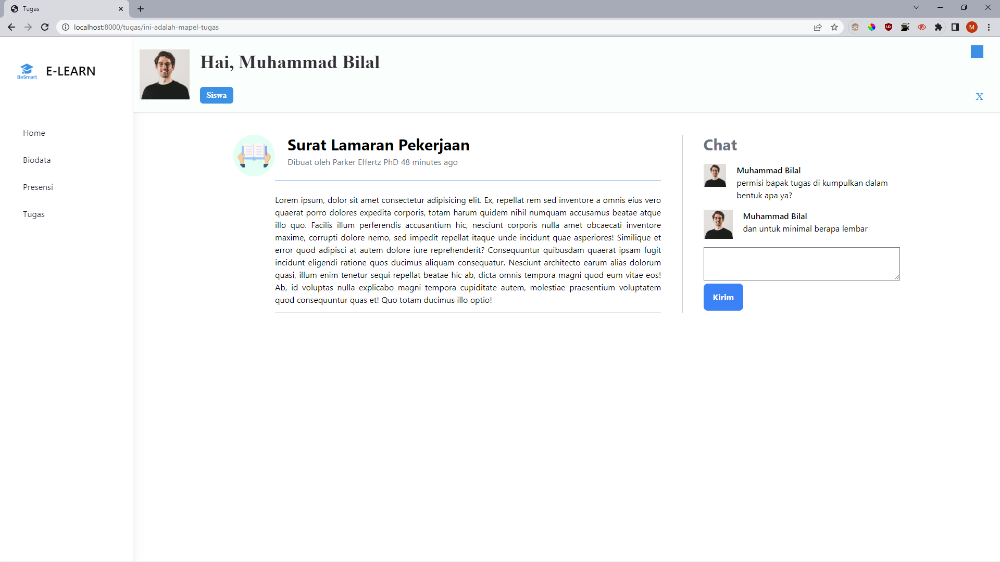 Tugas
localhost:8000/tugas/ini-adalah-mapel-tugas
M
BeSmart
E-LEARN
Hai, Muhammad Bilal
Siswa
X
Home
Biodata
Presensi
Tugas
Surat Lamaran Pekerjaan
Dibuat oleh Parker Effertz PhD 48 minutes ago
Lorem ipsum, dolor sit amet consectetur adipisicing elit. Ex, repellat rem sed inventore a omnis eius vero
quaerat porro dolores expedita corporis, totam harum quidem nihil numquam accusamus beatae atque
illo quo. Facilis illum perferendis accusantium hic, nesciunt corporis nulla amet obcaecati inventore
maxime, corrupti dolore nemo, sed impedit repellat itaque unde incidunt quae asperiores! Similique et
error quod adipisci at autem dolore iure reprehenderit? Consequuntur quibusdam quaerat ipsam fugit
incidunt eligendi ratione quos ducimus aliquam consequatur. Nesciunt architecto earum alias dolorum
quasi, illum enim tenetur sequi repellat beatae hic ab, dicta omnis tempora magni quod eum vitae eos!
Ab, id voluptas nulla explicabo magni tempora cupiditate autem, molestiae praesentium voluptatem
quod consequuntur quas et! Quo totam ducimus illo optio!
Chat
Muhammad Bilal
permisi bapak tugas di kumpulkan dalam
bentuk apa ya?
Muhammad Bilal
dan untuk minimal berapa lembar
Kirim